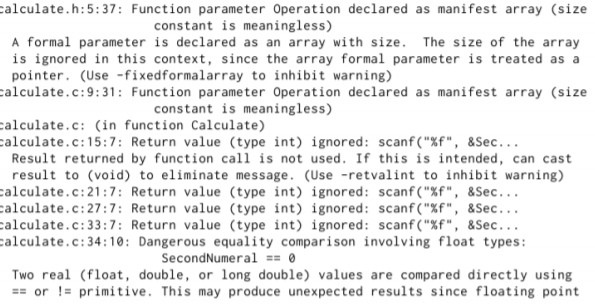 calculate.h:5:37: Function parameter Operation declared as manifest array (size
constant is meaningless)
A formal parameter is declared as an array with size. The size of the array
is ignored in this context, since the array formal parameter is treated as a
pointer. (Use -fixedformalarray to inhibit warning)
calculate.c:9:31: Function parameter Operation declared as manifest array (size
constant is meaningless)
calculate.c: (in function Calculate)
calculate.c:15:7: Return value (type int) ignored: scanf("%f", &Sec...
Result returned by function call is not used. If this is intended, can cast
result to (void) to eliminate message. (Use -retvalint to inhibit warning)
calculate.c:21:7: Return value (type int) ignored: scanf("%f", &Sec...
calculate.c:27:7: Return value (type int) ignored: scanf("%f", &Sec...
calculate.c:33:7: Return value (type int) ignored: scanf("%f", &Sec...
calculate.c:34:10: Dangerous equality comparison involving float types:
SecondNumeral == 0
Two real (float, double, or long double) values are compared directly using
== or != primitive. This may produce unexpected results since floating point